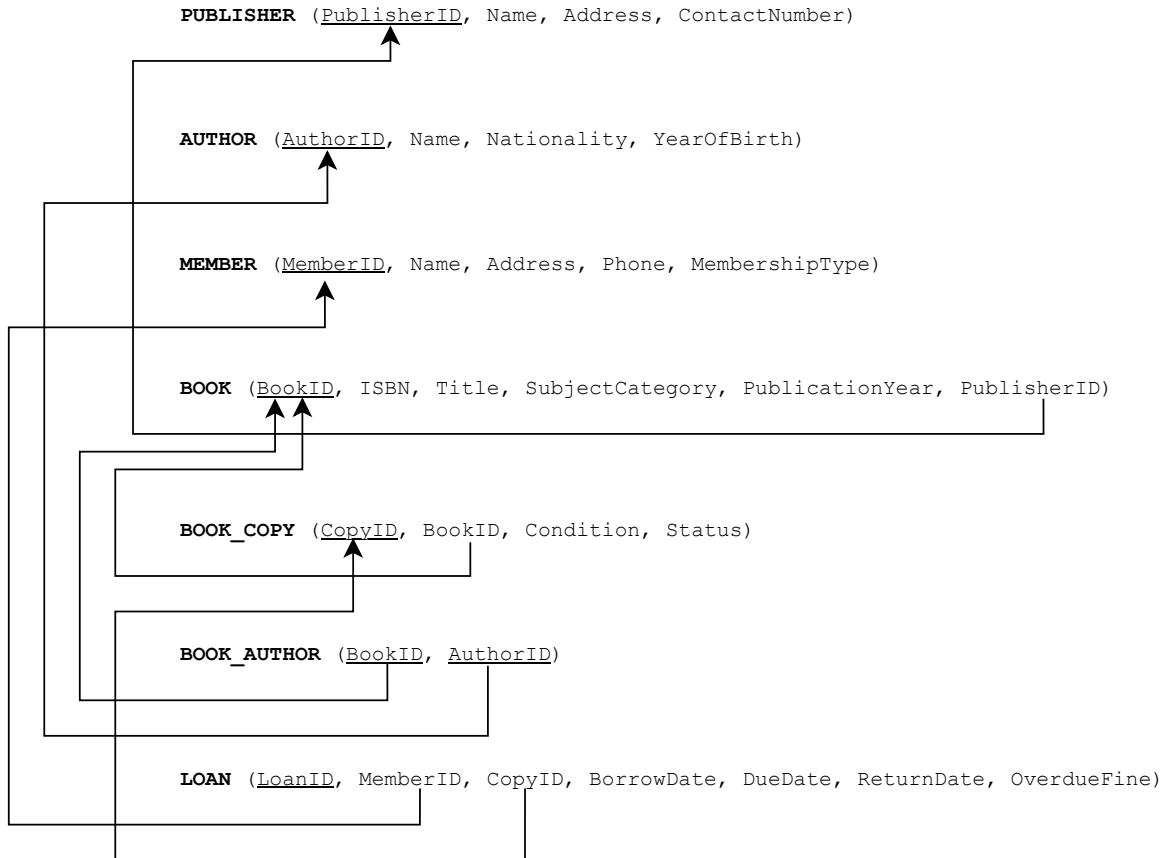 PUBLISHER (PublisherID, Name, Address, ContactNumber)
AUTHOR (AuthorID, Name, Nationality, YearOfBirth)
MEMBER (MemberID, Name, Address, Phone, MembershipType)
BOOK (BookID, ISBN, Title, SubjectCategory, PublicationYear, PublisherID)
BOOK_COPY (CopyID, BookID, Condition, Status)
BOOK_AUTHOR (BookID, AuthorID)
LOAN (LoanID, MemberID, CopyID, BorrowDate, DueDate, ReturnDate, OverdueFine)